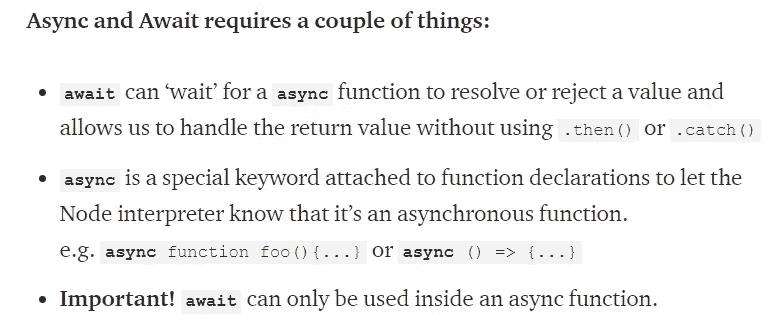 Async and Await requires a couple of things:
• await can ‘wait’ for a async function to resolve or reject a value and
allows us to handle the return value without using .then() or .catch()
• async is a special keyword attached to function declarations to let the
Node interpreter know that it’s an asynchronous function.
e.g. async function foo(){...} or async () => {...}
• Important! await can only be used inside an async function.